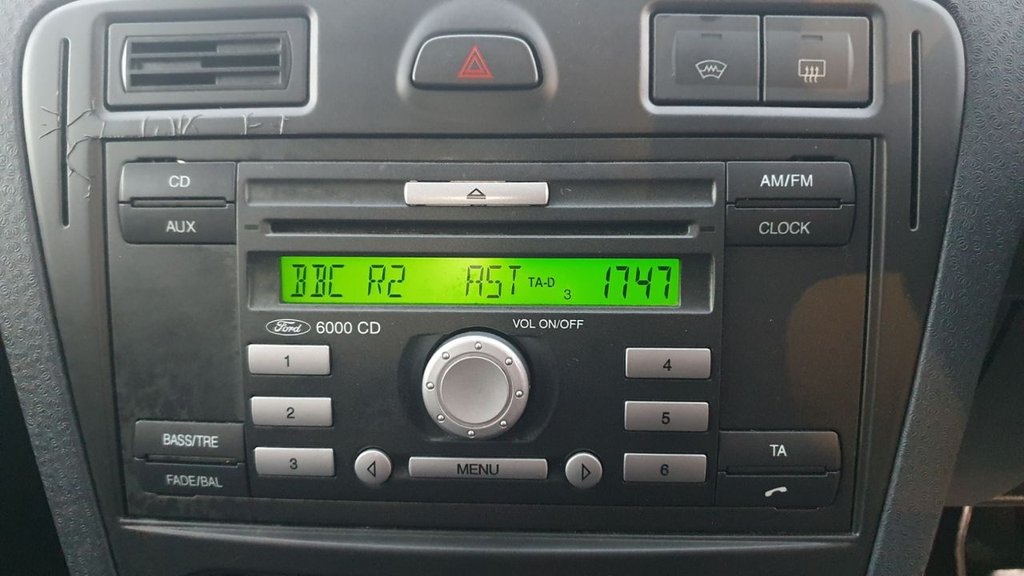 CD
AM/FM
AUX
CLOCK
BBC R2 AST TA-D 3 1747
Ford 6000 CD
VOL ON/OFF
1
4
2
5
BASS/TRE
3
MENU
6
TA
FADE/BAL